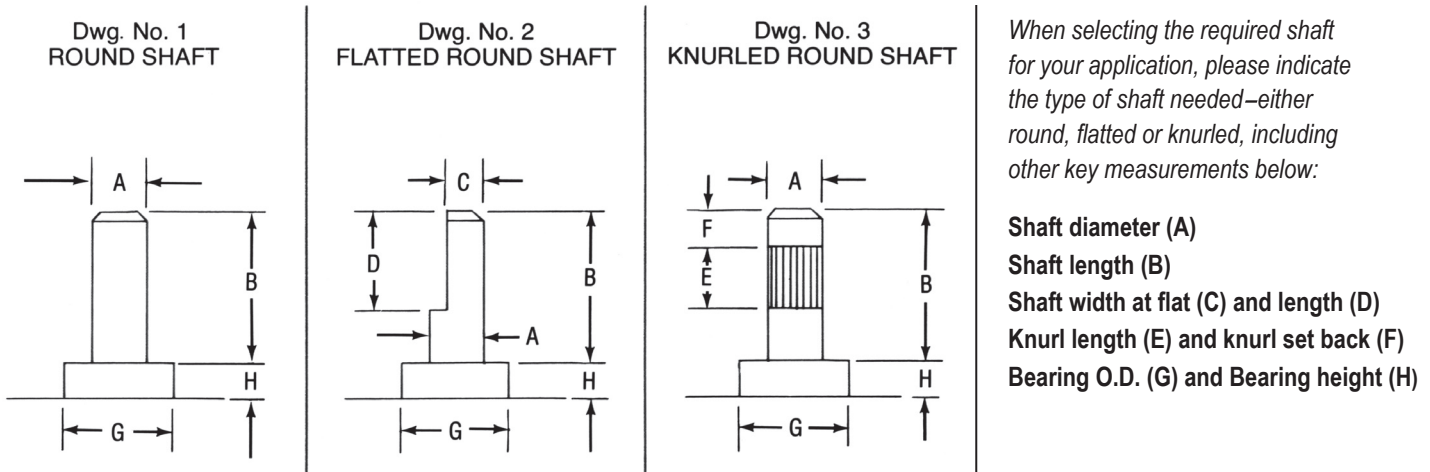 Dwg. No. 1
ROUND SHAFT
A
B
H
G
Dwg. No. 2
FLATTED ROUND SHAFT
C
D
B
A
H
G
Dwg. No. 3
KNURLED ROUND SHAFT
A
F
E
B
H
G
When selecting the required shaft
for your application, please indicate
the type of shaft needed–either
round, flatted or knurled, including
other key measurements below:
Shaft diameter (A)
Shaft length (B)
Shaft width at flat (C) and length (D)
Knurl length (E) and knurl set back (F)
Bearing O.D. (G) and Bearing height (H)